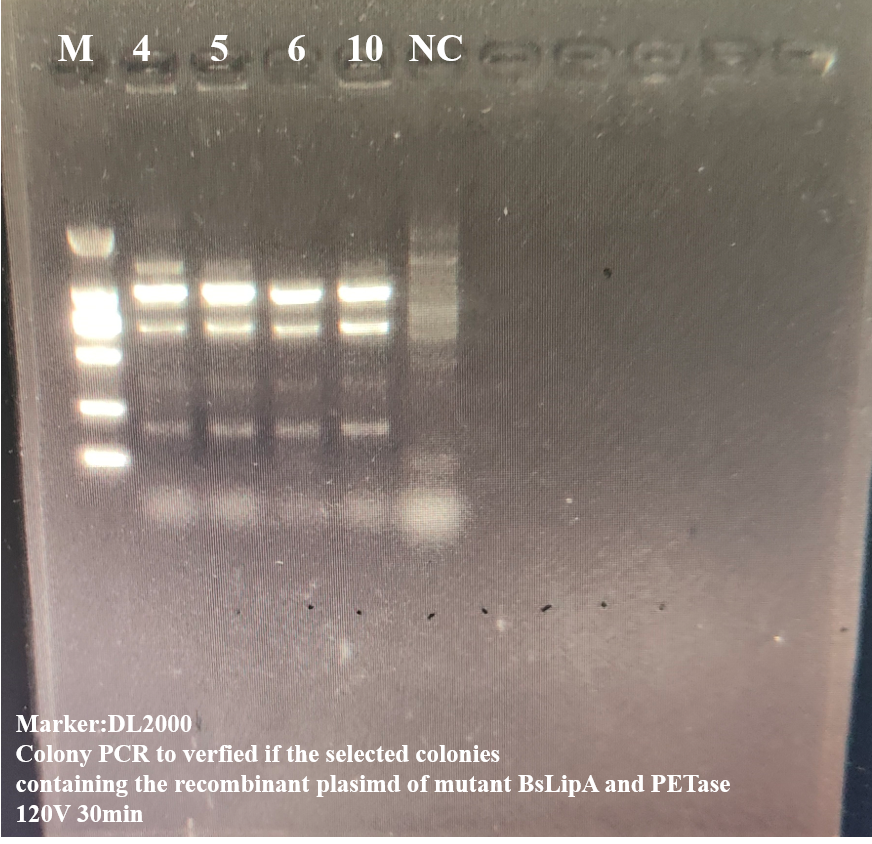 M 4 5 6 10 NC
Marker:DL2000
Colony PCR to verfied if the selected colonies
containing the recombinant plasimd of mutant BsLipA and PETase
120V 30min